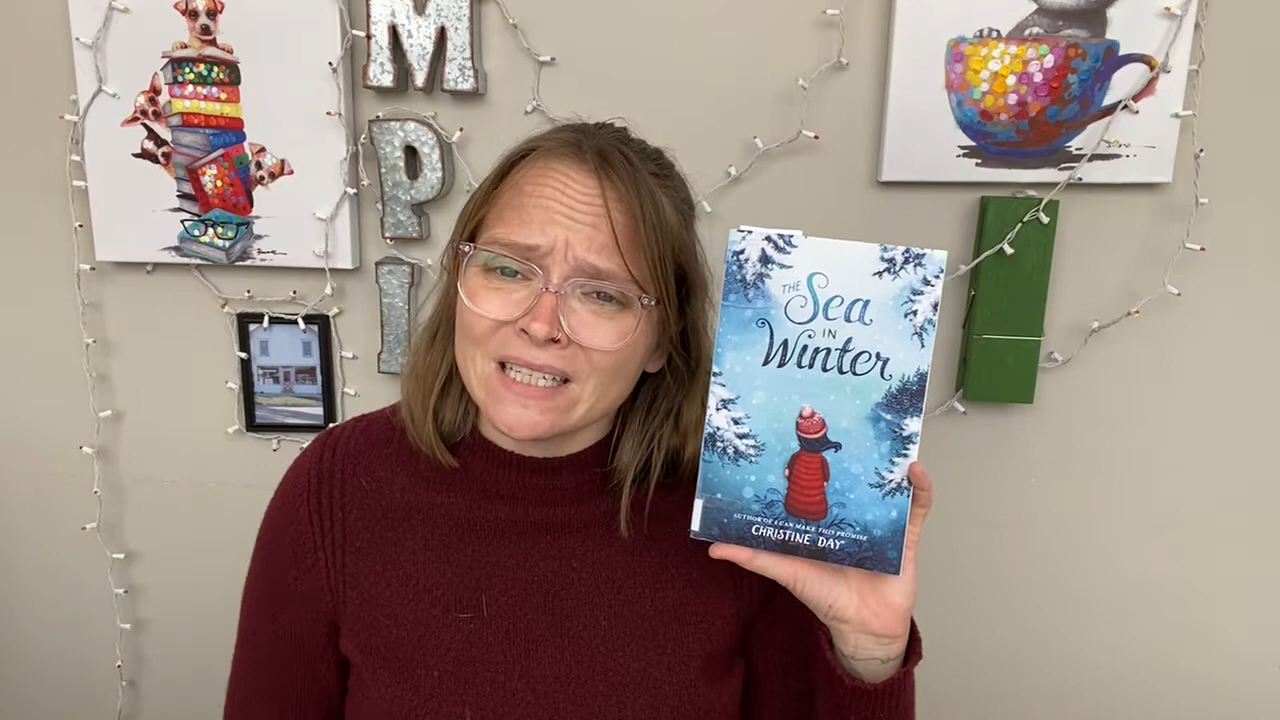 M
P
I
THE
Sea
IN
Winter
AUTHOR OF I CAN MAKE THIS PROMISE
CHRISTINE DAY